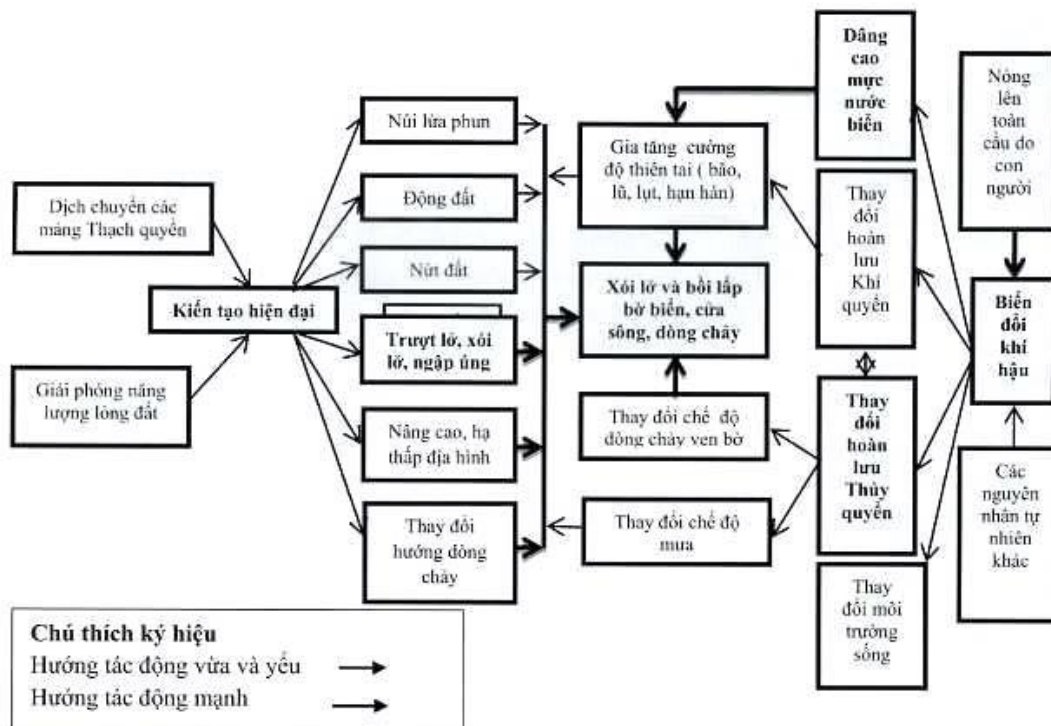 Dâng
cao
mực
nước
biển
Nóng
lên
toàn
cầu do
con
người
Núi lửa phun
Gia tăng cường
độ thiên tai ( bão,
lũ, lụt, hạn hán)
Dịch chuyển các
mảng Thạch quyển
Động đất
Thay
đổi
hoàn
lưu
Khí
quyển
Nứt đất
Xói lở và bồi lấp
bờ biển, cửa
sông, dòng chảy
Kiến tạo hiện đại
Biến
đổi
khí
hậu
Trượt lở, xói
lở, ngập úng
Giải phóng năng
lượng lòng đất
Thay đổi chế độ
dòng chảy ven bờ
Thay
đổi
hoàn
lưu
Thủy
quyển
Nâng cao, hạ
thấp địa hình
Các
nguyên
nhân tự
nhiên
khác
Thay đổi
hướng dòng
chảy
Thay đổi chế độ
mưa
Thay
đổi môi
trường
sống
Chú thích ký hiệu
Hướng tác động vừa và yếu
Hướng tác động mạnh